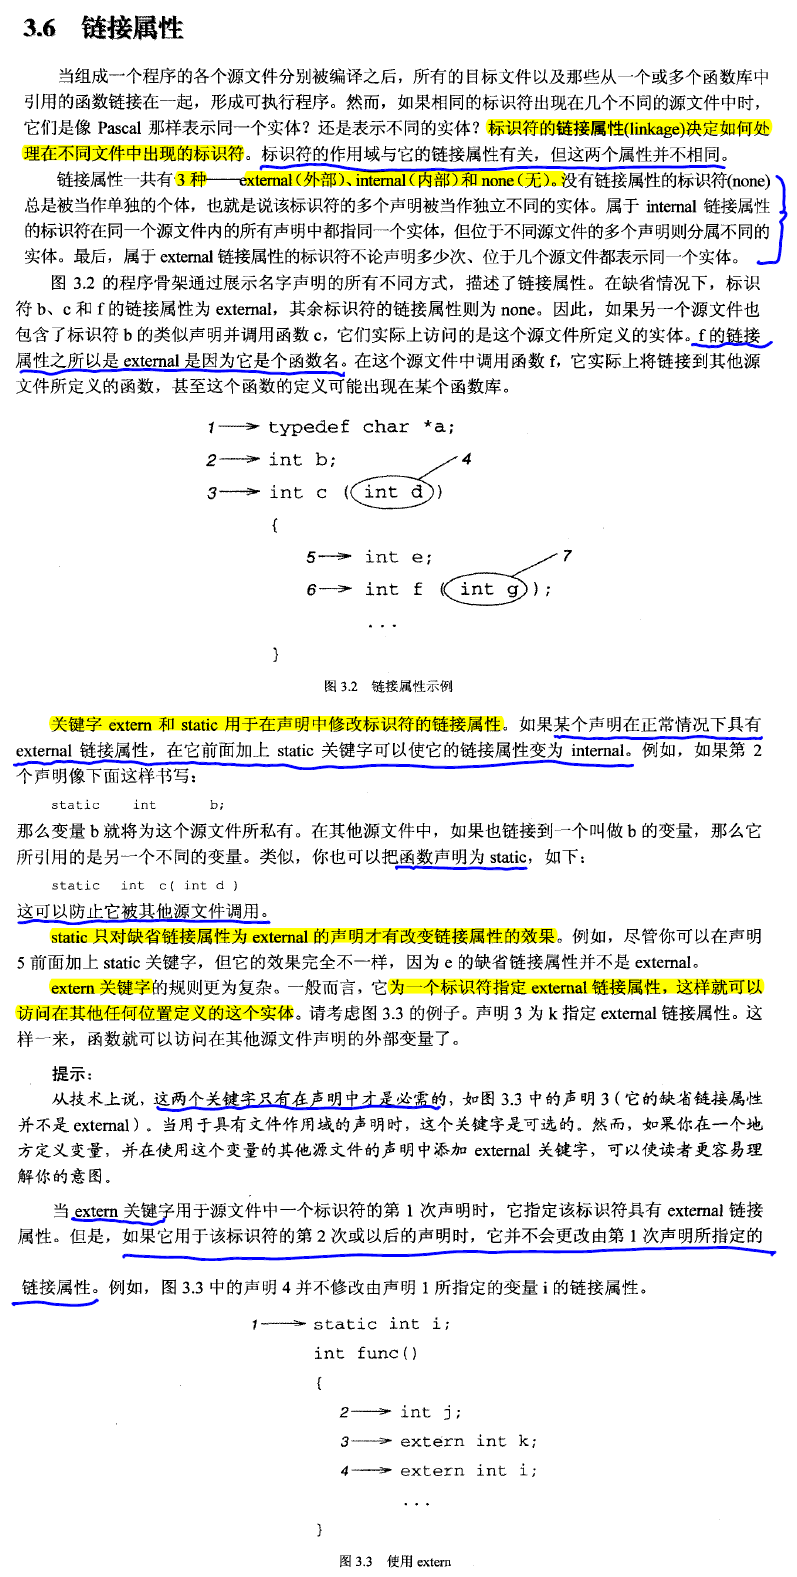 3.6 链接属性
当组成一个程序的各个源文件分别被编译之后，所有的目标文件以及那些从一个或多个函数库中
引用的函数链接在一起，形成可执行程序。然而，如果相同的标识符出现在几个不同的源文件中时，
它们是像 Pascal 那样表示同一个实体？还是表示不同的实体？标识符的链接属性(linkage)决定如何处
理在不同文件中出现的标识符。标识符的作用域与它的链接属性有关，但这两个属性并不相同。
链接属性一共有 3 种——external（外部）、internal（内部）和 none（无）。没有链接属性的标识符(none)
总是被当作单独的个体，也就是说该标识符的多个声明被当作独立不同的实体。属于 internal 链接属性
的标识符在同一个源文件内的所有声明中都指同一个实体，但位于不同源文件的多个声明则分属不同的
实体。最后，属于 external 链接属性的标识符不论声明多少次、位于几个源文件都表示同一个实体。
图 3.2 的程序骨架通过展示名字声明的所有不同方式，描述了链接属性。在缺省情况下，标识
符 b、c 和 f 的链接属性为 external，其余标识符的链接属性则为 none。因此，如果另一个源文件也
包含了标识符 b 的类似声明并调用函数 c，它们实际上访问的是这个源文件所定义的实体。f 的链接
属性之所以是 external 是因为它是个函数名。在这个源文件中调用函数 f，它实际上将链接到其他源
文件所定义的函数，甚至这个函数的定义可能出现在某个函数库。
1 typedef char *a;
2 int b; 4
3 int c (int d)
{
5 int e; 7
6 int f (int g);
...
}
图 3.2 链接属性示例
关键字 extern 和 static 用于在声明中修改标识符的链接属性。如果某个声明在正常情况下具有
external 链接属性，在它前面加上 static 关键字可以使它的链接属性变为 internal。例如，如果第 2
个声明像下面这样书写：
static int b;
那么变量 b 就将为这个源文件所私有。在其他源文件中，如果也链接到一个叫做 b 的变量，那么它
所引用的是另一个不同的变量。类似，你也可以把函数声明为 static，如下：
static int c( int d )
这可以防止它被其他源文件调用。
static 只对缺省链接属性为 external 的声明才有改变链接属性的效果。例如，尽管你可以在声明
5 前面加上 static 关键字，但它的效果完全不一样，因为 e 的缺省链接属性并不是 external。
extern 关键字的规则更为复杂。一般而言，它为一个标识符指定 external 链接属性，这样就可以
访问在其他任何位置定义的这个实体。请考虑图 3.3 的例子。声明 3 为 k 指定 external 链接属性。这
样一来，函数就可以访问在其他源文件声明的外部变量了。
提示：
从技术上说，这两个关键字只有在声明中才是必需的，如图 3.3 中的声明 3（它的缺省链接属性
并不是 external）。当用于具有文件作用域的声明时，这个关键字是可选的。然而，如果你在一个地
方定义变量，并在使用这个变量的其他源文件的声明中添加 external 关键字，可以使读者更容易理
解你的意图。
当 extern 关键字用于源文件中一个标识符的第 1 次声明时，它指定该标识符具有 external 链接
属性。但是，如果它用于该标识符的第 2 次或以后的声明时，它并不会更改由第 1 次声明所指定的
链接属性。例如，图 3.3 中的声明 4 并不修改由声明 1 所指定的变量 i 的链接属性。
1 static int i;
int func()
{
2 int j;
3 extern int k;
4 extern int i;
...
}
图 3.3 使用 extern